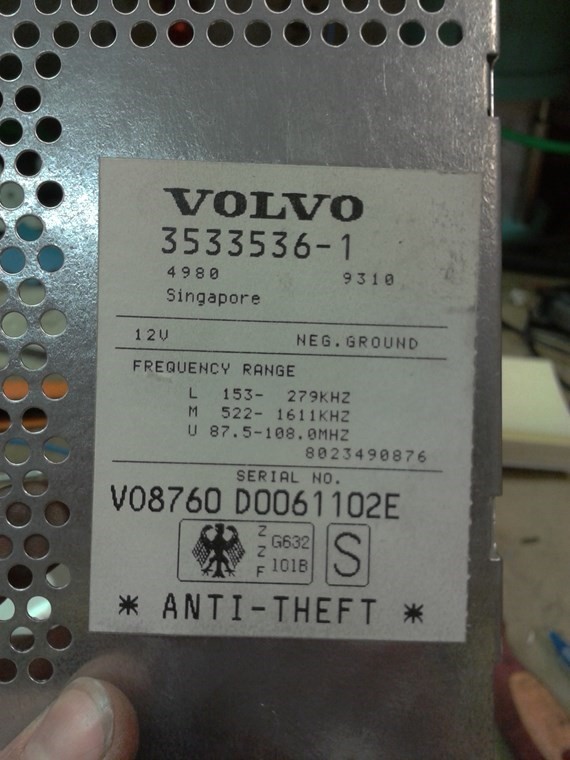 VOLVO
3533536-1
4980 9310
Singapore
12V NEG.GROUND
FREQUENCY RANGE
L 153- 279KHZ
M 522- 1611KHZ
U 87.5-108.0MHZ
8023490876
SERIAL NO.
VO8760 D0061102E
Z G632
Z
F 101B
S
* ANTI-THEFT *